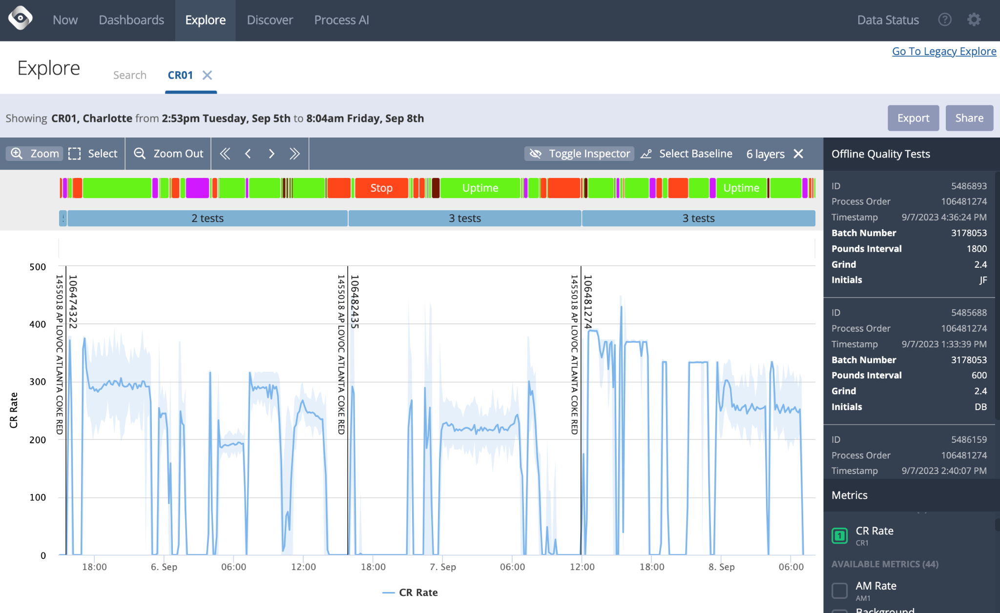 Now Dashboards Explore Discover Process AI Data Status
Go To Legacy Explore
Explore Search CR01
Showing CR01, Charlotte from 2:53pm Tuesday, Sep 5th to 8:04am Friday, Sep 8th
Export Share
Zoom Select Zoom Out Toggle Inspector Select Baseline 6 layers
Stop Uptime Uptime
2 tests 3 tests 3 tests
500
400
300
200
100
0
CR Rate
1455018 AP LOVOC ATLANTA COKE RED
106474322
1455018 AP LOVOC ATLANTA COKE RED
106482435
1455018 AP LOVOC ATLANTA COKE RED
106481274
18:00 6. Sep 06:00 12:00 18:00 7. Sep 06:00 12:00 18:00 8. Sep 06:00
CR Rate
Offline Quality Tests
ID 5486893
Process Order 106481274
Timestamp 9/7/2023 4:36:24 PM
Batch Number 3178053
Pounds Interval 1800
Grind 2.4
Initials JF
ID 5485688
Process Order 106481274
Timestamp 9/7/2023 1:33:39 PM
Batch Number 3178053
Pounds Interval 600
Grind 2.4
Initials DB
ID 5486159
Process Order 106481274
Timestamp 9/7/2023 2:40:07 PM
Metrics
1 CR Rate
CR1
AVAILABLE METRICS (44)
AM Rate
AM1
Background